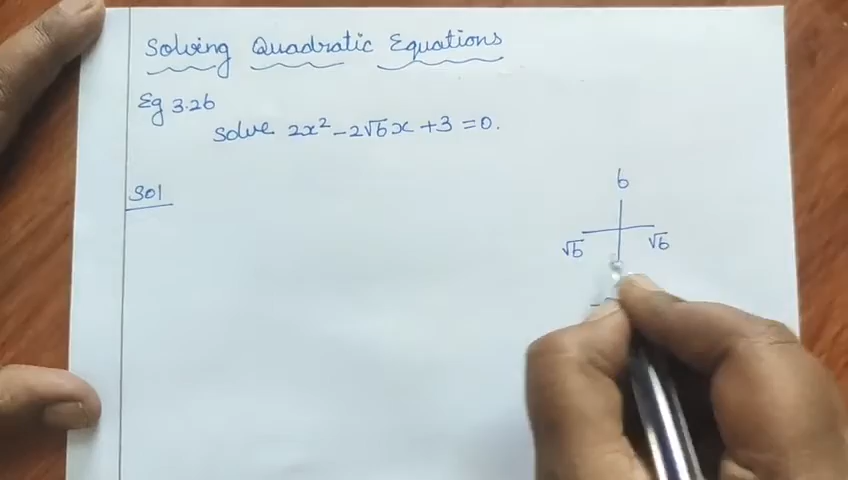 Solving Quadratic Equations
Eg 3.26
Solve 2x² - 2√6x + 3 = 0.
Sol
6
√6 √6
-